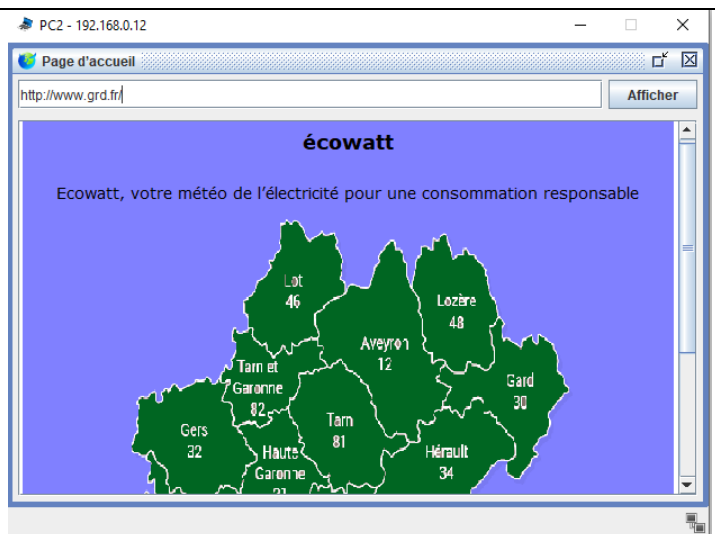 PC2 - 192.168.0.12
Page d'accueil
http://www.grd.fr/
Afficher
écowatt
Ecowatt, votre météo de l'électricité pour une consommation responsable
Lot
46
Lozère
48
Aveyron
12
Tarn et
Garonne
82
Gard
30
Tarn
81
Gers
32
Hérault
34
Haute
Garonne
31